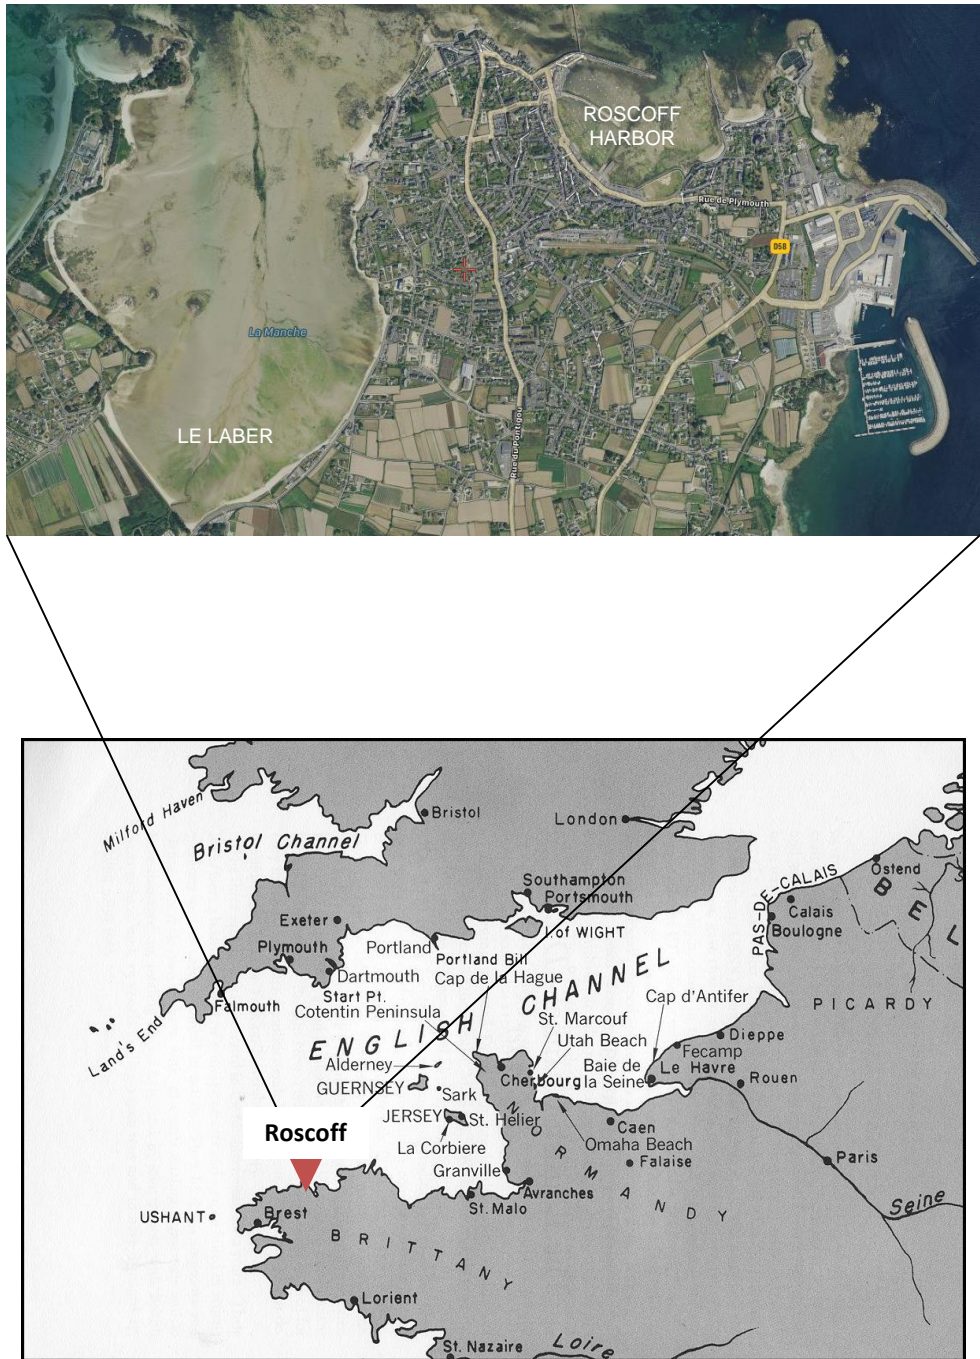 ROSCOFF
HARBOR
Rue de Plymouth
D58
La Manche
Rue du Pontigou
LE LABER
Milford Haven
Bristol
London
Bristol Channel
Ostend
BEL
PAS-DE-CALAIS
Southampton
Portsmouth
Calais
Boulogne
Exeter
I. of WIGHT
Plymouth
Portland
Portland Bill
Dartmouth
Cap de la Hague
Falmouth
Start Pt.
Cotentin Peninsula
ENGLISH CHANNEL
Cap d'Antifer
PICARDY
Land's End
St. Marcouf
Utah Beach
Dieppe
Fecamp
Alderney
Baie de
la Seine
Le Havre
Cherbourg
Rouen
GUERNSEY
Sark
JERSEY
St. Helier
NORMANDY
Caen
Omaha Beach
Roscoff
La Corbiere
Falaise
Paris
Granville
Avranches
St. Malo
Seine
USHANT
Brest
BRITTANY
Lorient
St. Nazaire
Loire